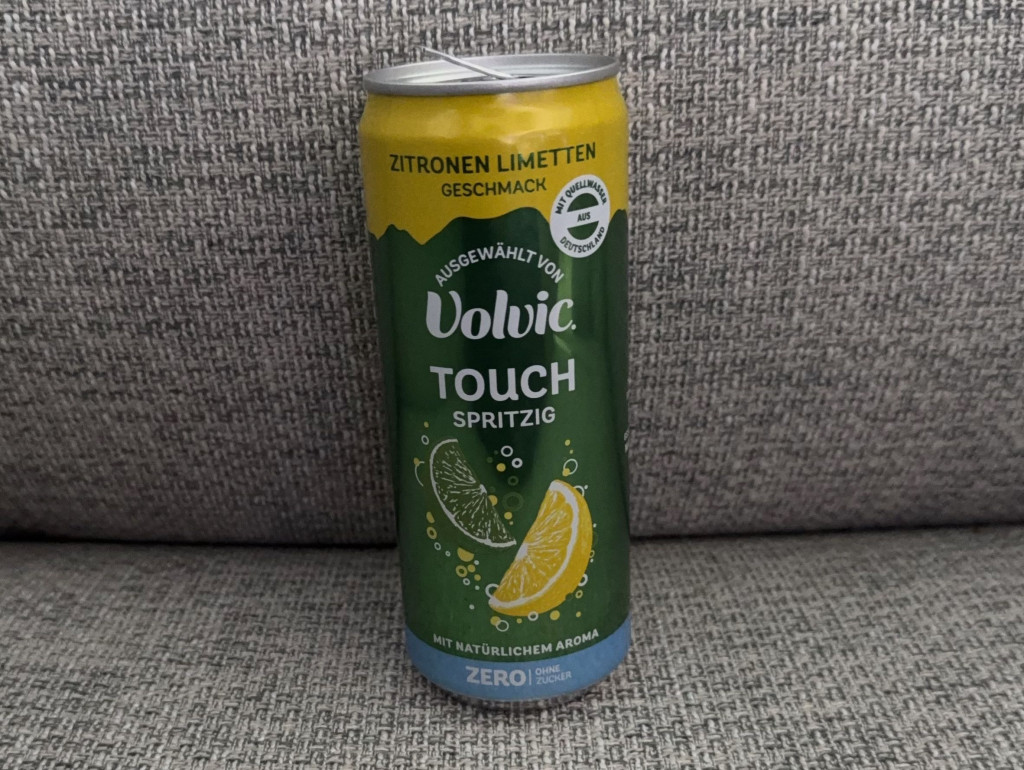 ZITRONEN LIMETTEN
GESCHMACK
MIT QUELLWASSER
AUS
DEUTSCHLAND
AUSGEWÄHLT VON
Volvic.
TOUCH
SPRITZIG
MIT NATÜRLICHEM AROMA
ZERO | OHNE
ZUCKER